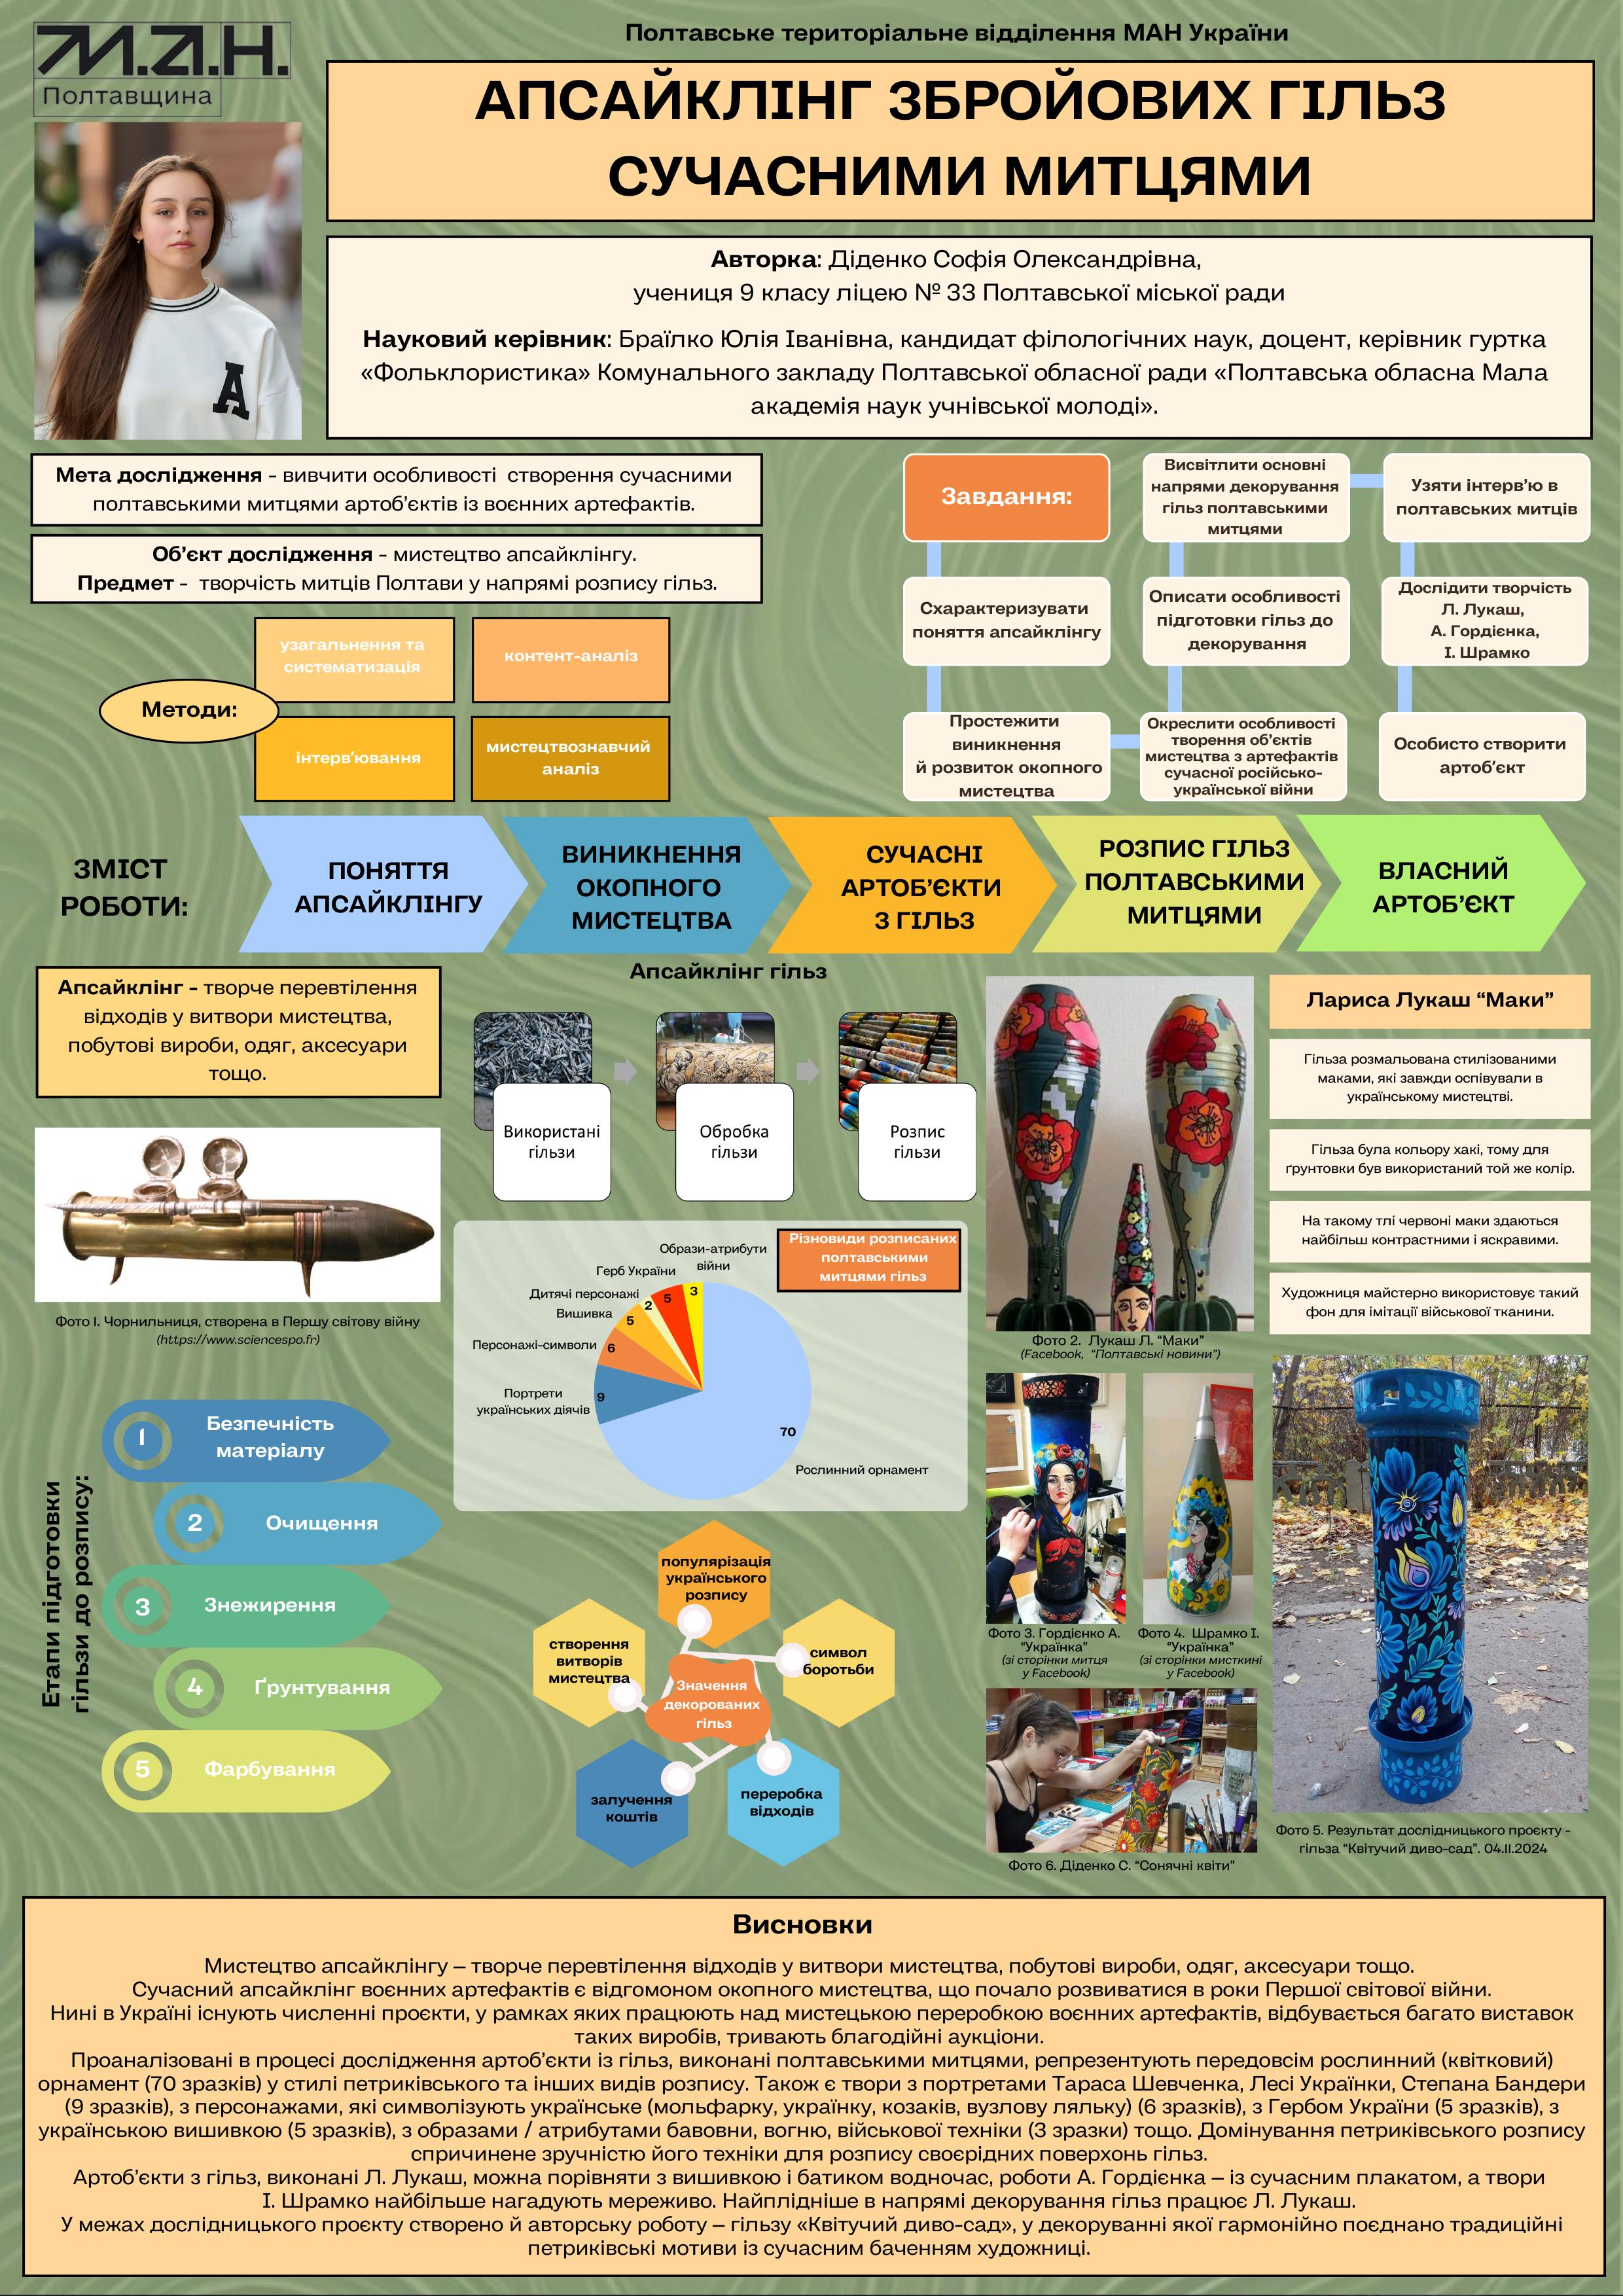 М.А.Н.
Полтавщина
Полтавське територіальне відділення МАН України
АПСАЙКЛІНГ ЗБРОЙОВИХ ГІЛЬЗ
СУЧАСНИМИ МИТЦЯМИ
Авторка: Діденко Софія Олександрівна,
учениця 9 класу ліцею № 33 Полтавської міської ради
Науковий керівник: Браїлко Юлія Іванівна, кандидат філологічних наук, доцент, керівник гуртка
«Фольклористика» Комунального закладу Полтавської обласної ради «Полтавська обласна Мала
академія наук учнівської молоді».
A
Мета дослідження - вивчити особливості створення сучасними
полтавськими митцями артоб’єктів із воєнних артефактів.
Об’єкт дослідження - мистецтво апсайклінгу.
Предмет - творчість митців Полтави у напрямі розпису гільз.
Методи:
узагальнення та
систематизація
контент-аналіз
інтерв’ювання
мистецтвознавчий
аналіз
Завдання:
Схарактеризувати
поняття апсайклінгу
Простежити
виникнення
й розвиток окопного
мистецтва
Окреслити особливості
творення об’єктів
мистецтва з артефактів
сучасної російсько-
української війни
Описати особливості
підготовки гільз до
декорування
Висвітлити основні
напрями декорування
гільз полтавськими
митцями
Узяти інтерв’ю в
полтавських митців
Дослідити творчість
Л. Лукаш,
А. Гордієнка,
І. Шрамко
Особисто створити
артоб’єкт
ЗМІСТ
РОБОТИ:
ПОНЯТТЯ
АПСАЙКЛІНГУ
ВИНИКНЕННЯ
ОКОПНОГО
МИСТЕЦТВА
СУЧАСНІ
АРТОБ’ЄКТИ
З ГІЛЬЗ
РОЗПИС ГІЛЬЗ
ПОЛТАВСЬКИМИ
МИТЦЯМИ
ВЛАСНИЙ
АРТОБ’ЄКТ
Апсайклінг - творче перевтілення
відходів у витвори мистецтва,
побутові вироби, одяг, аксесуари
тощо.
Фото 1. Чорнильниця, створена в Першу світову війну
(https://www.sciencespo.fr)
Етапи підготовки
гільзи до розпису:
1
Безпечність
матеріалу
2
Очищення
3
Знежирення
4
Ґрунтування
5
Фарбування
Апсайклінг гільз
Використані
гільзи
Обробка
гільзи
Розпис
гільзи
Різновиди розписаних
полтавськими
митцями гільз
Образи-атрибути
війни
Герб України
Дитячі персонажі
Вишивка
Персонажі-символи
Портрети
українських діячів
Рослинний орнамент
3
5
2
5
6
9
70
популяризація
українського
розпису
створення
витворів
мистецтва
символ
боротьби
Значення
декорованих
гільз
залучення
коштів
переробка
відходів
Фото 2. Лукаш Л. “Маки”
(Facebook, “Полтавські новини”)
Лариса Лукаш “Маки”
Гільза розмальована стилізованими
маками, які завжди оспівували в
українському мистецтві.
Гільза була кольору хакі, тому для
ґрунтовки був використаний той же колір.
На такому тлі червоні маки здаються
найбільш контрастними і яскравими.
Художниця майстерно використовує такий
фон для імітації військової тканини.
Фото 3. Гордієнко А.
“Українка”
(зі сторінки митця
у Facebook)
Фото 4. Шрамко І.
“Українка”
(зі сторінки мисткині
у Facebook)
Фото 5. Результат дослідницького проєкту -
гільза “Квітучий диво-сад”. 04.11.2024
Фото 6. Діденко С. “Сонячні квіти”
Висновки
Мистецтво апсайклінгу – творче перевтілення відходів у витвори мистецтва, побутові вироби, одяг, аксесуари тощо.
Сучасний апсайклінг воєнних артефактів є відгомоном окопного мистецтва, що почало розвиватися в роки Першої світової війни.
Нині в Україні існують численні проєкти, у рамках яких працюють над мистецькою переробкою воєнних артефактів, відбувається багато виставок
таких виробів, тривають благодійні аукціони.
Проаналізовані в процесі дослідження артоб’єкти із гільз, виконані полтавськими митцями, репрезентують передовсім рослинний (квітковий)
орнамент (70 зразків) у стилі петриківського та інших видів розпису. Також є твори з портретами Тараса Шевченка, Лесі Українки, Степана Бандери
(9 зразків), з персонажами, які символізують українське (мольфарку, українку, козаків, вузлову ляльку) (6 зразків), з Гербом України (5 зразків), з
українською вишивкою (5 зразків), з образами / атрибутами бавовни, вогню, військової техніки (3 зразки) тощо. Домінування петриківського розпису
спричинене зручністю його техніки для розпису своєрідних поверхонь гільз.
Артоб’єкти з гільз, виконані Л. Лукаш, можна порівняти з вишивкою і батиком водночас, роботи А. Гордієнка – із сучасним плакатом, а твори
І. Шрамко найбільше нагадують мереживо. Найплідніше в напрямі декорування гільз працює Л. Лукаш.
У межах дослідницького проєкту створено й авторську роботу – гільзу «Квітучий диво-сад», у декоруванні якої гармонійно поєднано традиційні
петриківські мотиви із сучасним баченням художниці.